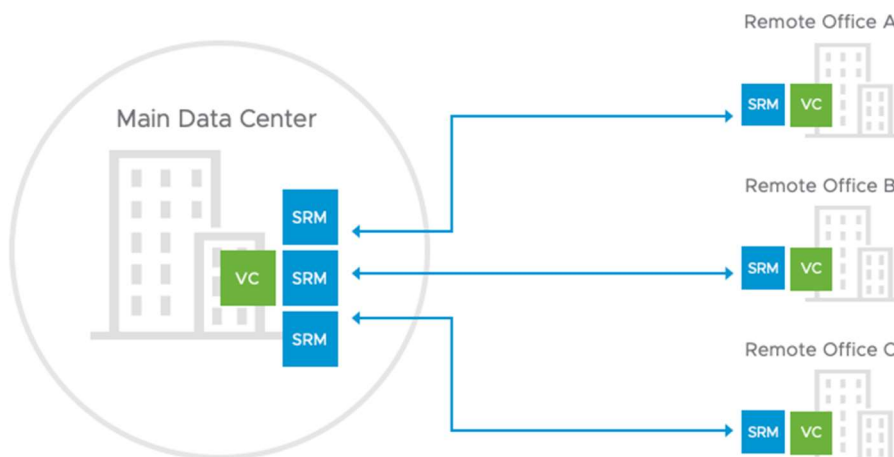 Remote Office A
SRM VC
Main Data Center
SRM
Remote Office B
VC SRM
SRM VC
SRM
Remote Office C
SRM VC